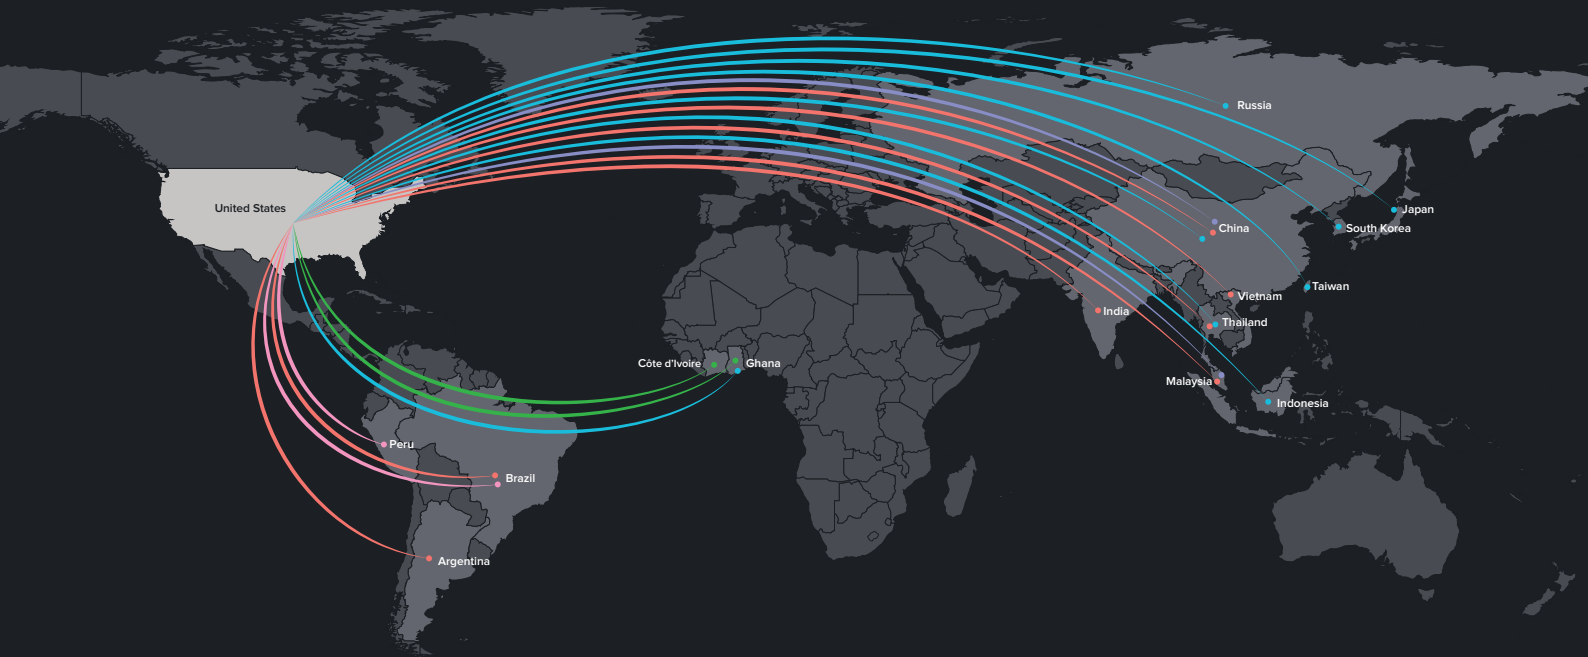 Russia
United States
Japan
China
South Korea
Taiwan
Vietnam
India
Thailand
Côte d'Ivoire
Ghana
Malaysia
Indonesia
Peru
Brazil
Argentina